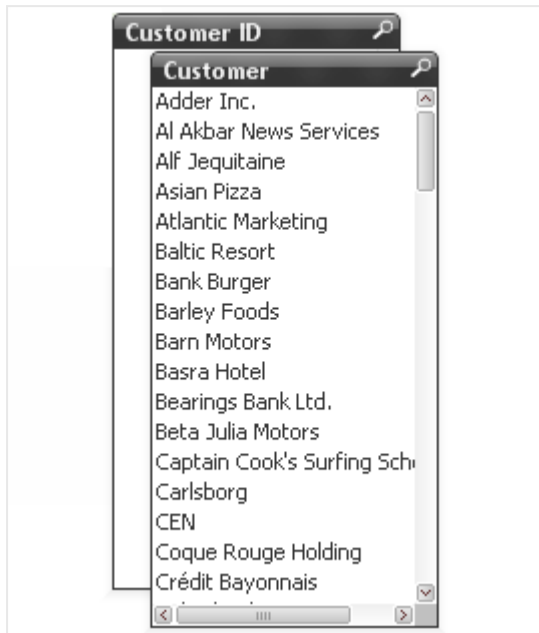 Customer ID
Customer
Adder Inc.
Al Akbar News Services
Alf Jequitaine
Asian Pizza
Atlantic Marketing
Baltic Resort
Bank Burger
Barley Foods
Barn Motors
Basra Hotel
Bearings Bank Ltd.
Beta Julia Motors
Captain Cook's Surfing Sch
Carlsborg
CEN
Coque Rouge Holding
Crédit Bayonnais